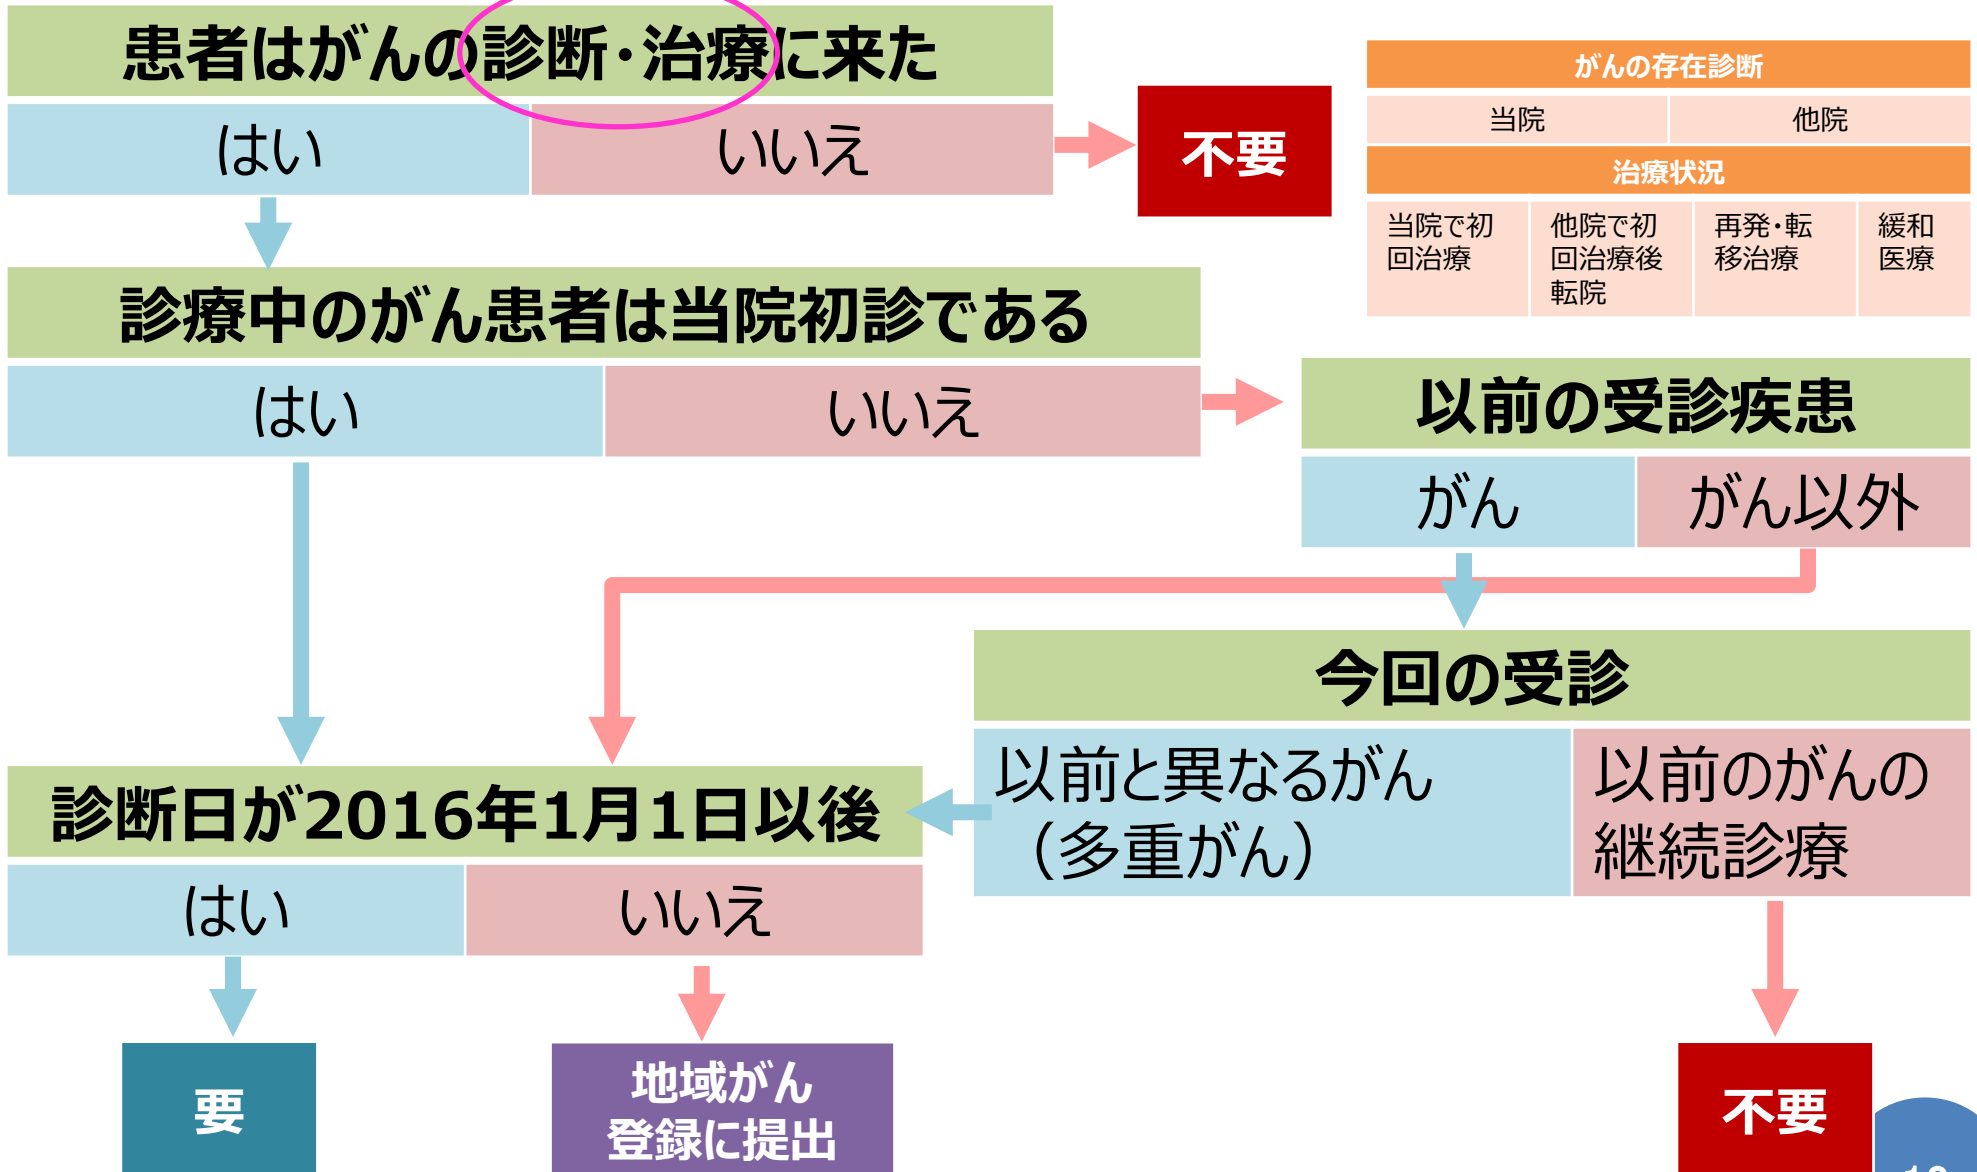 患者はがんの診断・治療に来た
はい
いいえ
不要
がんの存在診断
当院
他院
治療状況
当院で初
回治療
他院で初
回治療後
転院
再発・転
移治療
緩和
医療
診療中のがん患者は当院初診である
はい
いいえ
以前の受診疾患
がん
がん以外
今回の受診
以前と異なるがん
（多重がん）
以前のがんの
継続診療
診断日が2016年1月1日以後
はい
いいえ
要
地域がん
登録に提出
不要